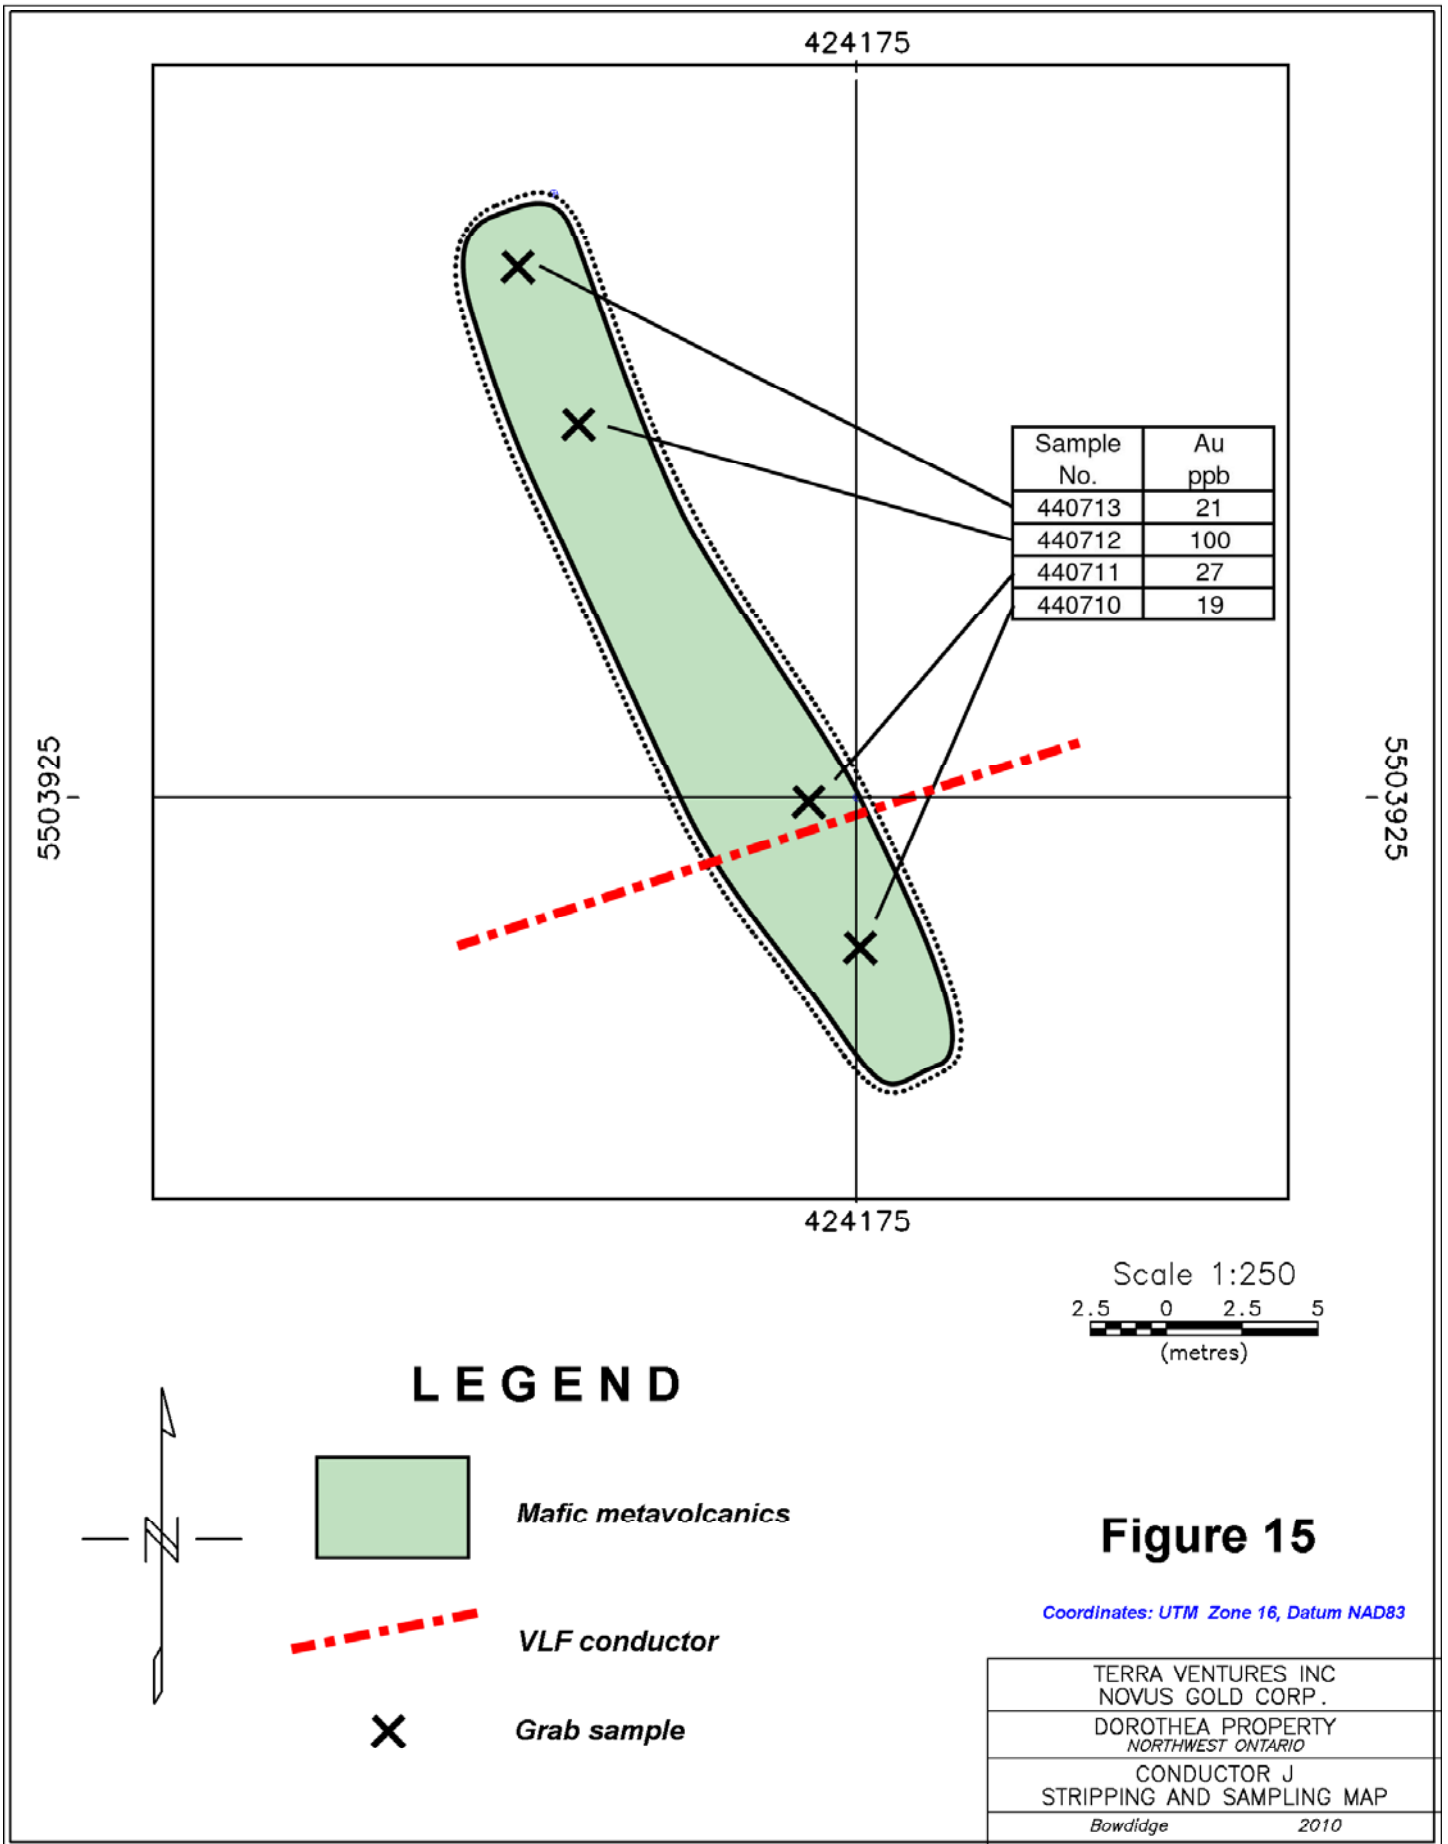 424175
Sample Au
No. ppb
440713 21
440712 100
440711 27
440710 19
5503925
5503925
424175
Scale 1:250
2.5 0 2.5 5
(metres)
LEGEND
Mafic metavolcanics
VLF conductor
Grab sample
N
Figure 15
Coordinates: UTM Zone 16, Datum NAD83
TERRA VENTURES INC
NOVUS GOLD CORP.
DOROTHEA PROPERTY
NORTHWEST ONTARIO
CONDUCTOR J
STRIPPING AND SAMPLING MAP
Bowdidge 2010